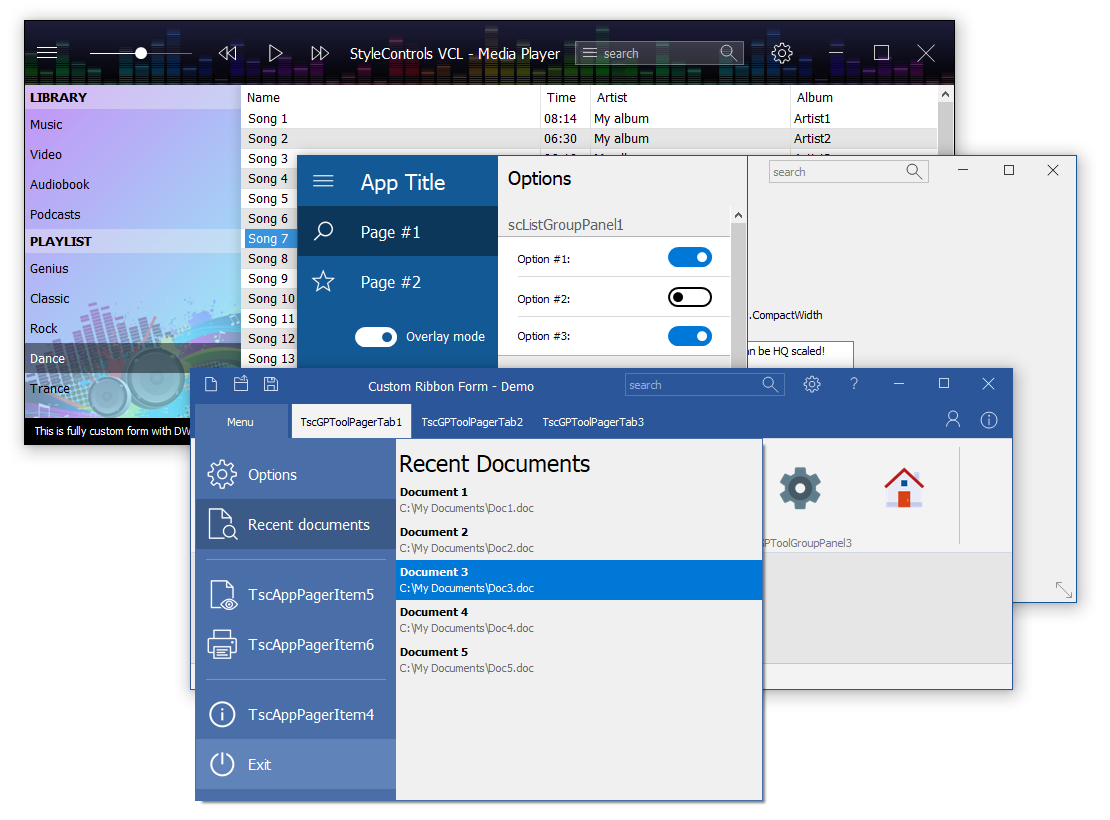 StyleControls VCL - Media Player
search
LIBRARY
Music
Video
Audiobook
Podcasts
PLAYLIST
Genius
Classic
Rock
Dance
Trance
This is fully custom form with DW
Name Time Artist Album
Song 1 08:14 My album Artist1
Song 2 06:30 My album Artist2
Song 3
Song 4
Song 5
Song 6
Song 7
Song 8
Song 9
Song 10
Song 11
Song 12
Song 13
App Title
Page #1
Page #2
Overlay mode
Options
scListGroupPanel1
Option #1:
Option #2:
Option #3:
search
.CompactWidth
n be HQ scaled!
Custom Ribbon Form - Demo
search
?
Menu
TscGPToolPagerTab1
TscGPToolPagerTab2
TscGPToolPagerTab3
Options
Recent documents
TscAppPagerItem5
TscAppPagerItem6
TscAppPagerItem4
Exit
Recent Documents
Document 1
C:\My Documents\Doc1.doc
Document 2
C:\My Documents\Doc2.doc
Document 3
C:\My Documents\Doc3.doc
Document 4
C:\My Documents\Doc4.doc
Document 5
C:\My Documents\Doc5.doc
GPToolGroupPanel3